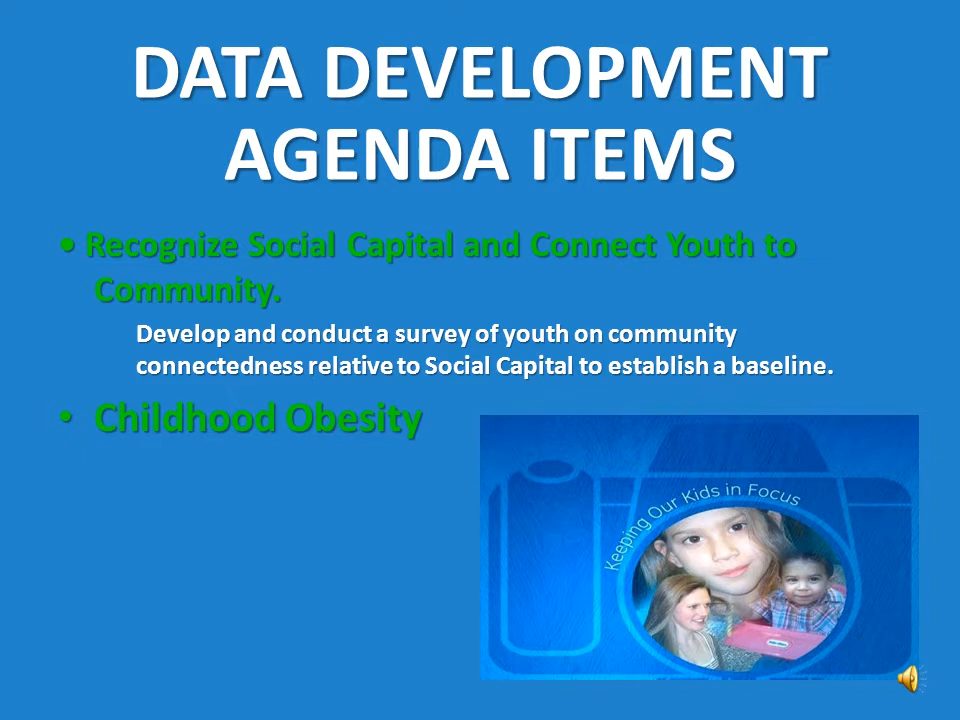 DATA DEVELOPMENT
AGENDA ITEMS
• Recognize Social Capital and Connect Youth to
Community.
Develop and conduct a survey of youth on community
connectedness relative to Social Capital to establish a baseline.
• Childhood Obesity
Keeping Our Kids in Focus